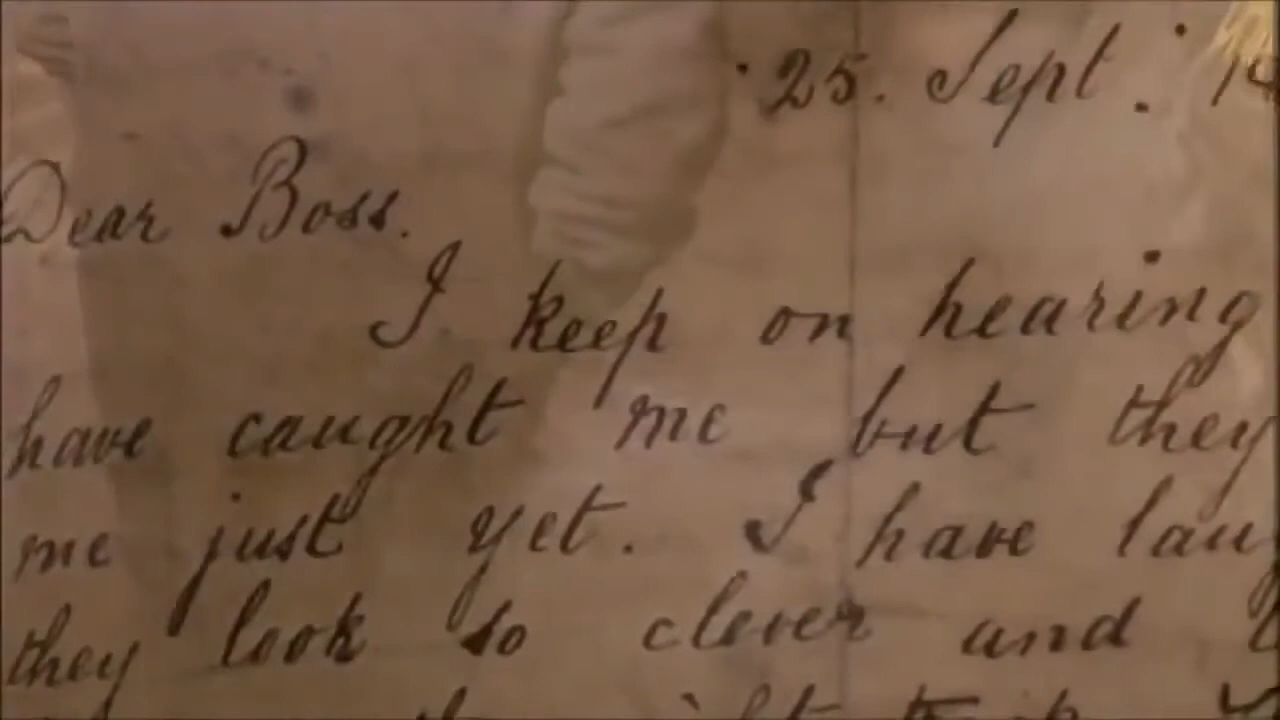 25. Sept.
Dear Boss.
I keep on hearing
have caught me but they
me just yet. I have lau
they look so clever and